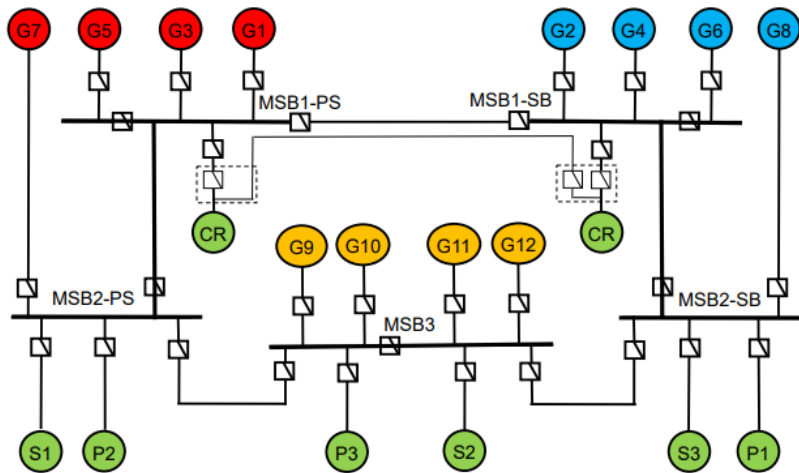 G7 G5 G3 G1 G2 G4 G6 G8
MSB1-PS MSB1-SB
CR CR
G9 G10 G11 G12
MSB2-PS MSB3 MSB2-SB
S1 P2 P3 S2 S3 P1